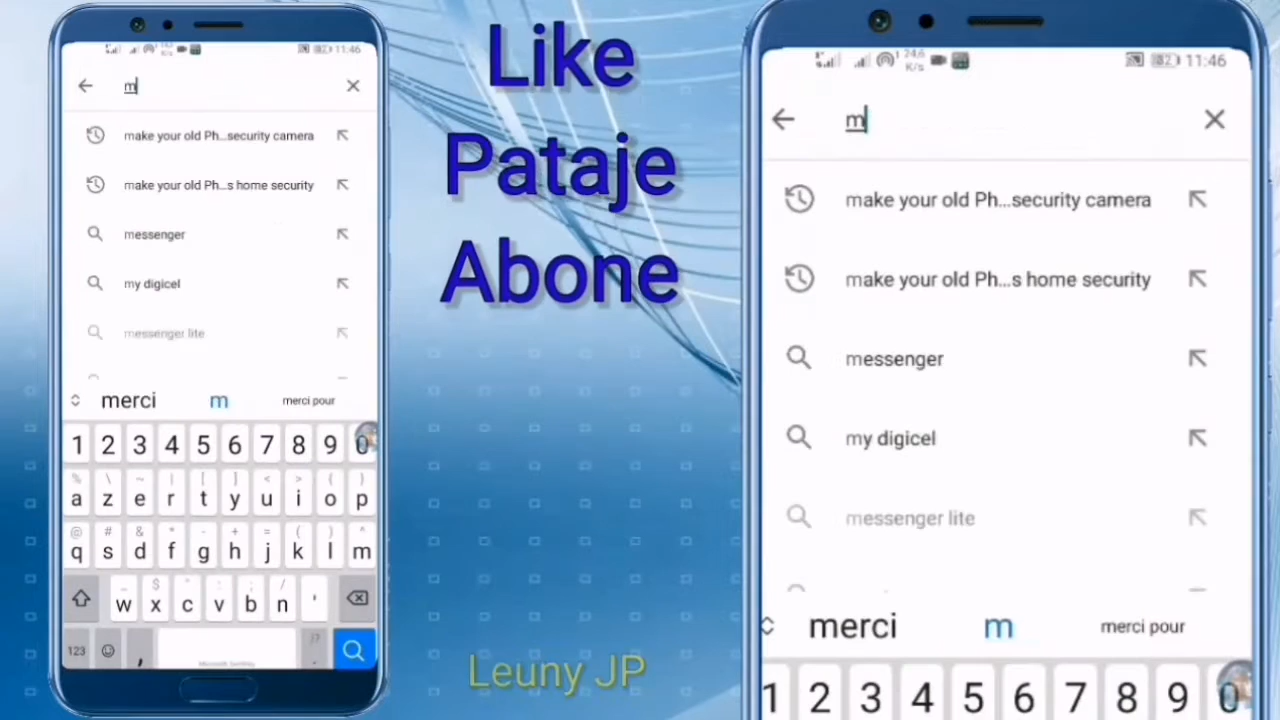 11:46
m
make your old Ph...security camera
make your old Ph...s home security
messenger
my digicel
messenger lite
merci m merci pour
1 2 3 4 5 6 7 8 9 0
a z e r t y u i o p
q s d f g h j k l m
w x c v b n '
123 ,
Like
Pataje
Abone
Leuny JP
24,6 K/s 82 11:46
m
make your old Ph...security camera
make your old Ph...s home security
messenger
my digicel
messenger lite
merci m merci pour
1 2 3 4 5 6 7 8 9 0